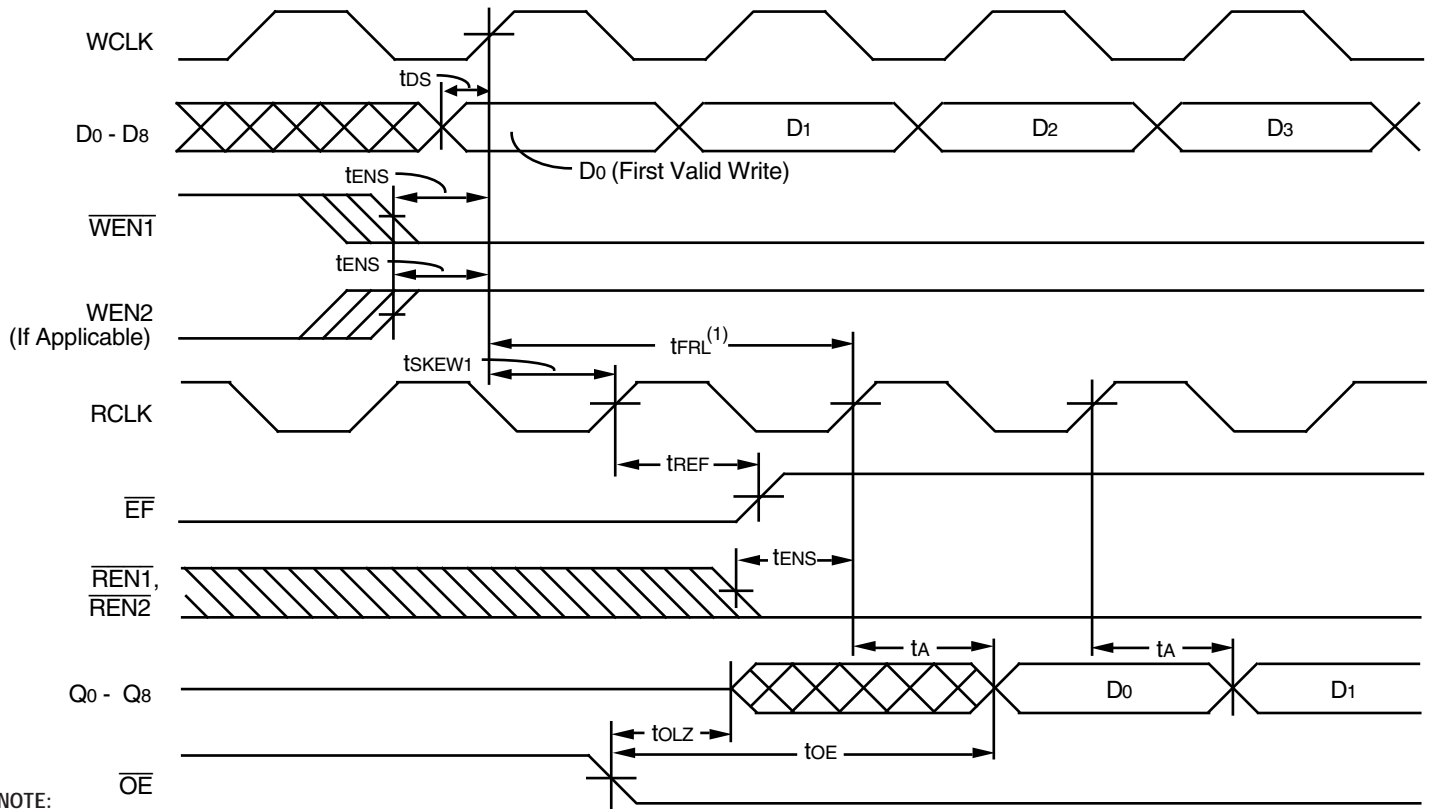 WCLK
tDS
D0 - D8
D1
D2
D3
D0 (First Valid Write)
tENS
WEN1
tENS
WEN2
(If Applicable)
tFRL(1)
tSKEW1
RCLK
tREF
EF
tENS
REN1,
REN2
tA
tA
Q0 - Q8
D0
D1
tOLZ
tOE
OE
NOTE: